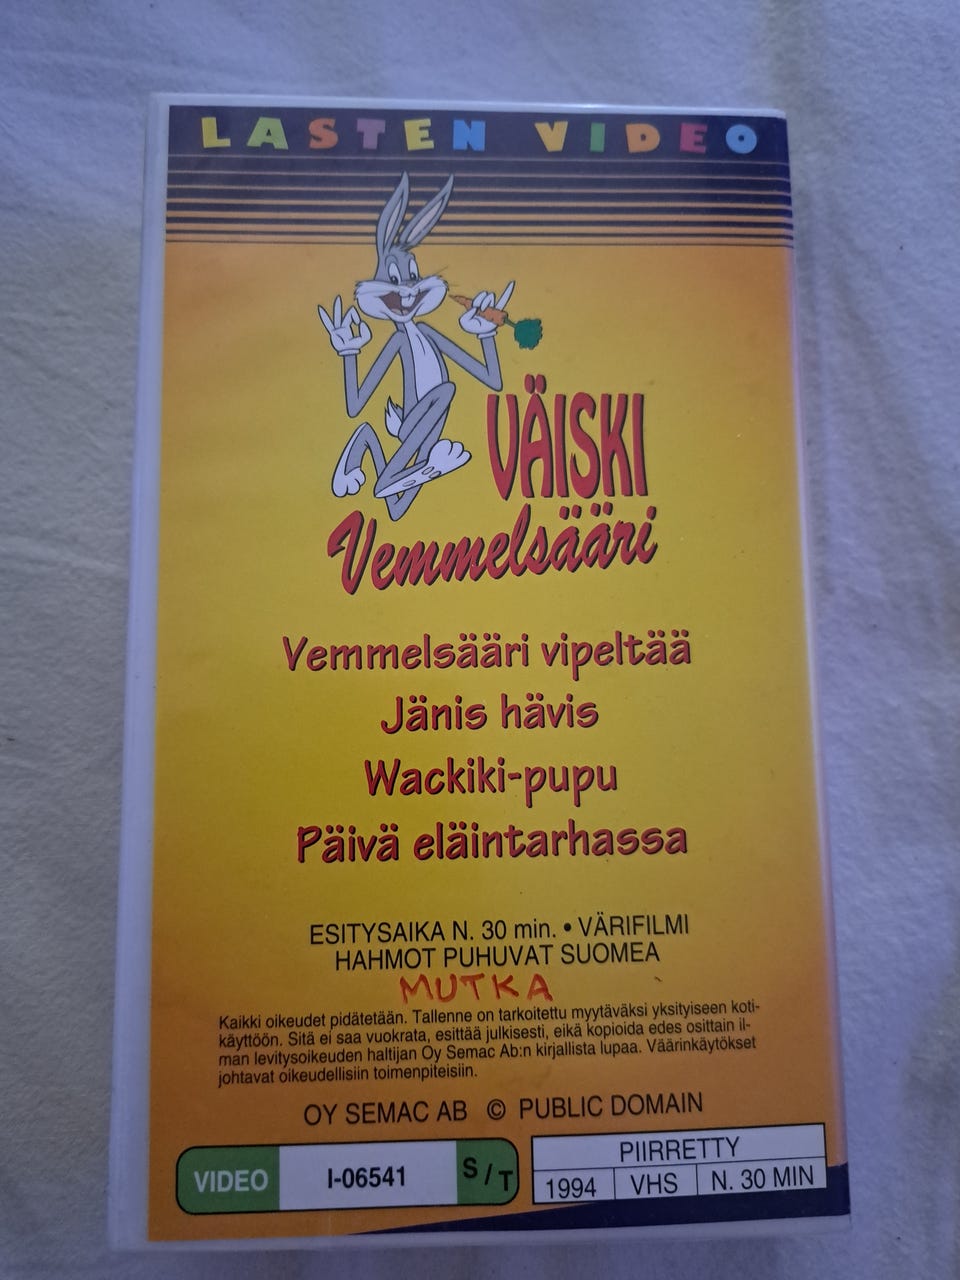 LASTEN VIDEO
VÄISKI
Vemmelsääri
Vemmelsääri vipeltää
Jänis hävis
Wackiki-pupu
Päivä eläintarhassa
ESITYSAIKA N. 30 min. • VÄRIFILMI
HAHMOT PUHUVAT SUOMEA
MUTKA
Kaikki oikeudet pidätetään. Tallenne on tarkoitettu myytäväksi yksityiseen koti-
käyttöön. Sitä ei saa vuokrata, esittää julkisesti, eikä kopioida edes osittain il-
man levitysoikeuden haltijan Oy Semac Ab:n kirjallista lupaa. Väärinkäytökset
johtavat oikeudellisiin toimenpiteisiin.
OY SEMAC AB © PUBLIC DOMAIN
VIDEO I-06541 S/T
PIIRRETTY
1994 VHS N. 30 MIN